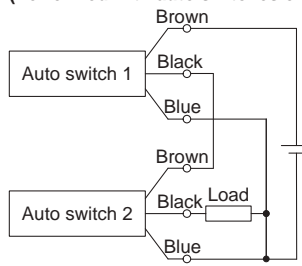 Brown
Black
Auto switch 1
Blue
Brown
Black Load
Auto switch 2
Blue